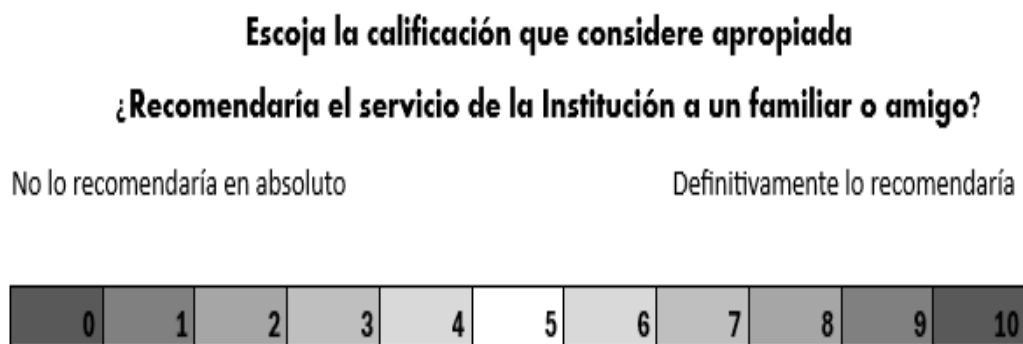 Escoja la calificación que considere apropiada
¿Recomendaría el servicio de la Institución a un familiar o amigo?
No lo recomendaría en absoluto Definitivamente lo recomendaría
0 1 2 3 4 5 6 7 8 9 10